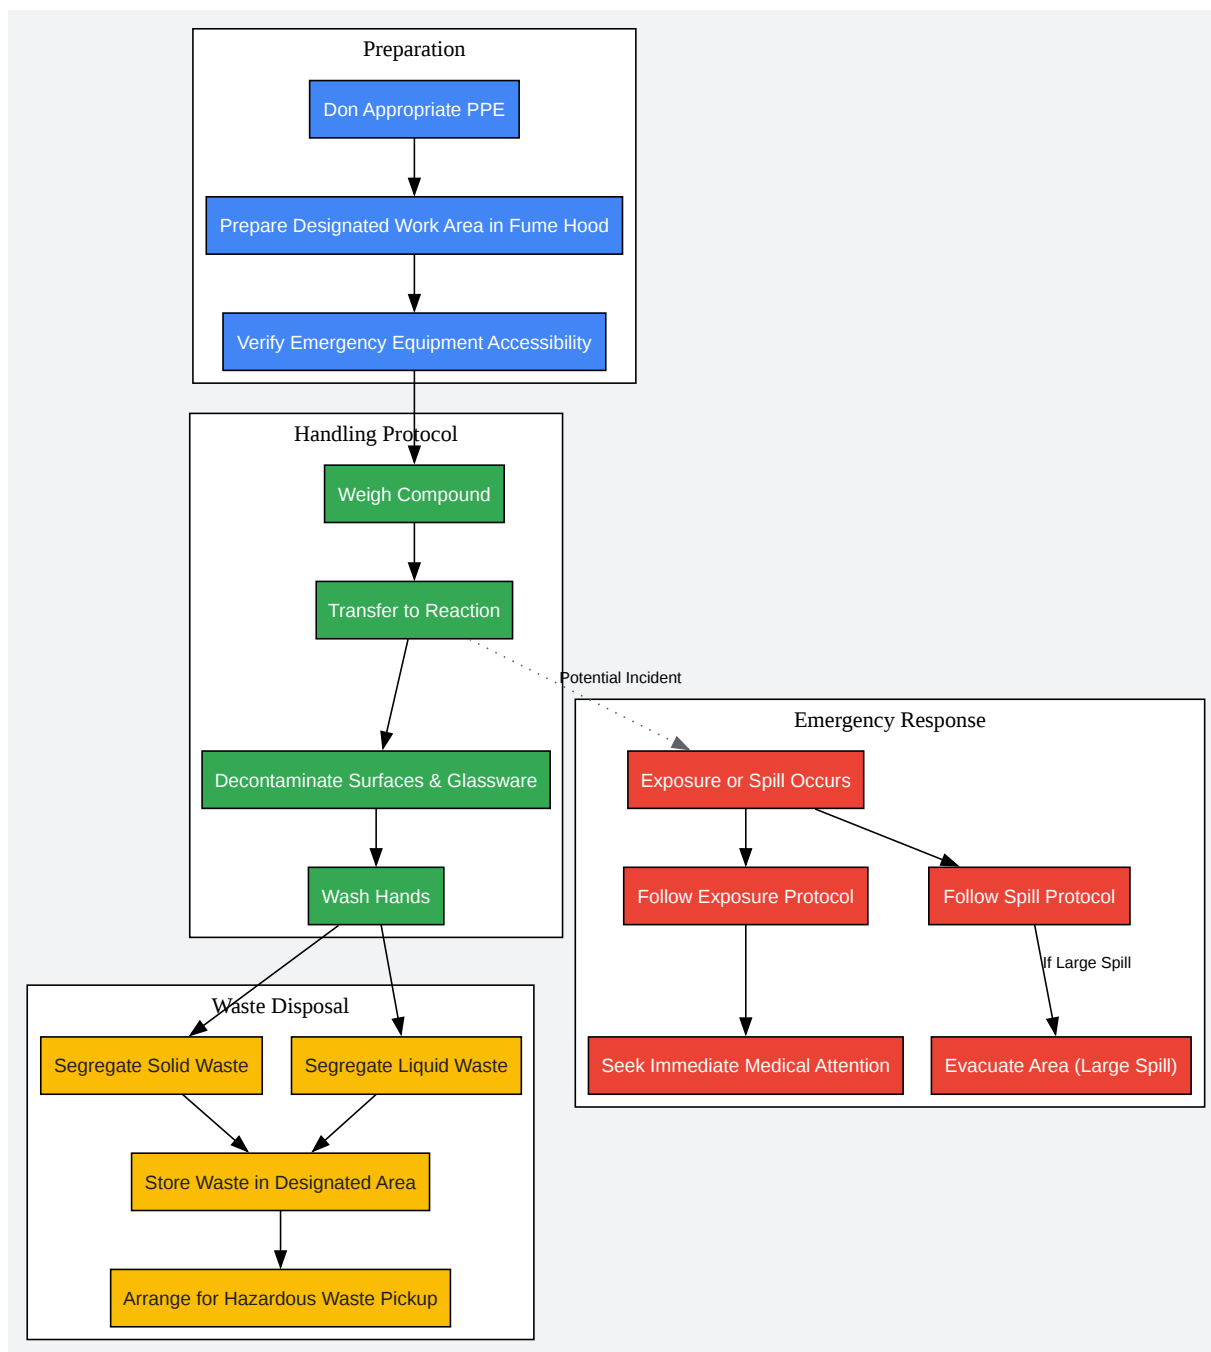 Preparation
Don Appropriate PPE
Prepare Designated Work Area in Fume Hood
Verify Emergency Equipment Accessibility
Handling Protocol
Weigh Compound
Transfer to Reaction
Potential Incident
Decontaminate Surfaces & Glassware
Wash Hands
Emergency Response
Exposure or Spill Occurs
Follow Exposure Protocol
Follow Spill Protocol
If Large Spill
Seek Immediate Medical Attention
Evacuate Area (Large Spill)
Waste Disposal
Segregate Solid Waste
Segregate Liquid Waste
Store Waste in Designated Area
Arrange for Hazardous Waste Pickup